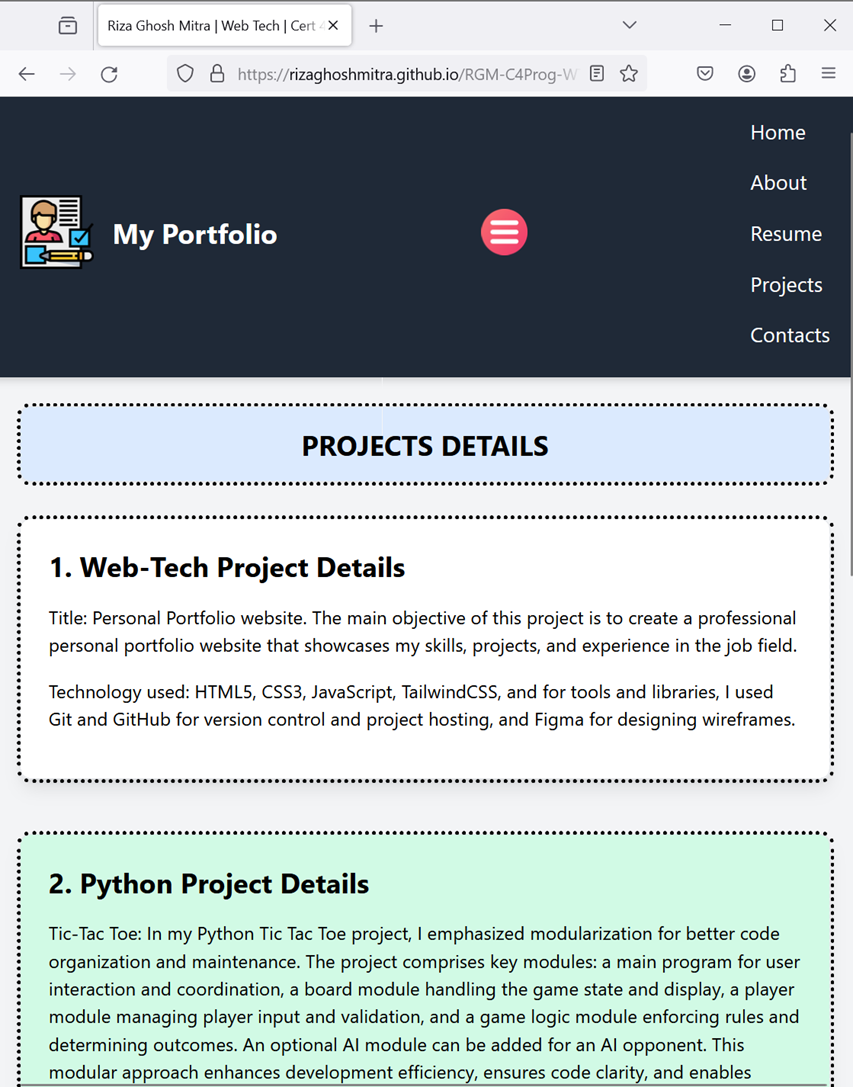 Riza Ghosh Mitra | Web Tech | Cert 4
https://rizaghoshmitra.github.io/RGM-C4Prog-W
My Portfolio
Home
About
Resume
Projects
Contacts
PROJECTS DETAILS
1. Web-Tech Project Details
Title: Personal Portfolio website. The main objective of this project is to create a professional
personal portfolio website that showcases my skills, projects, and experience in the job field.
Technology used: HTML5, CSS3, JavaScript, TailwindCSS, and for tools and libraries, I used
Git and GitHub for version control and project hosting, and Figma for designing wireframes.
2. Python Project Details
Tic-Tac Toe: In my Python Tic Tac Toe project, I emphasized modularization for better code
organization and maintenance. The project comprises key modules: a main program for user
interaction and coordination, a board module handling the game state and display, a player
module managing player input and validation, and a game logic module enforcing rules and
determining outcomes. An optional AI module can be added for an AI opponent. This
modular approach enhances development efficiency, ensures code clarity, and enables